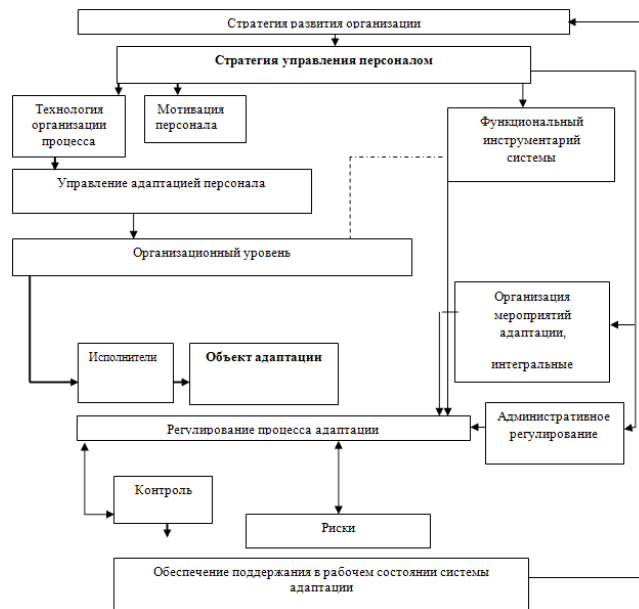 Стратегия развития организации
Стратегия управления персоналом
Технология
организации
процесса
Мотивация
персонала
Функциональный
инструментарий
системы
Управление адаптацией персонала
Организационный уровень
Организация
мероприятий
адаптации,
интегральные
Исполнители
Объект адаптации
Административное
регулирование
Регулирование процесса адаптации
Контроль
Риски
Обеспечение поддержания в рабочем состоянии системы
адаптации